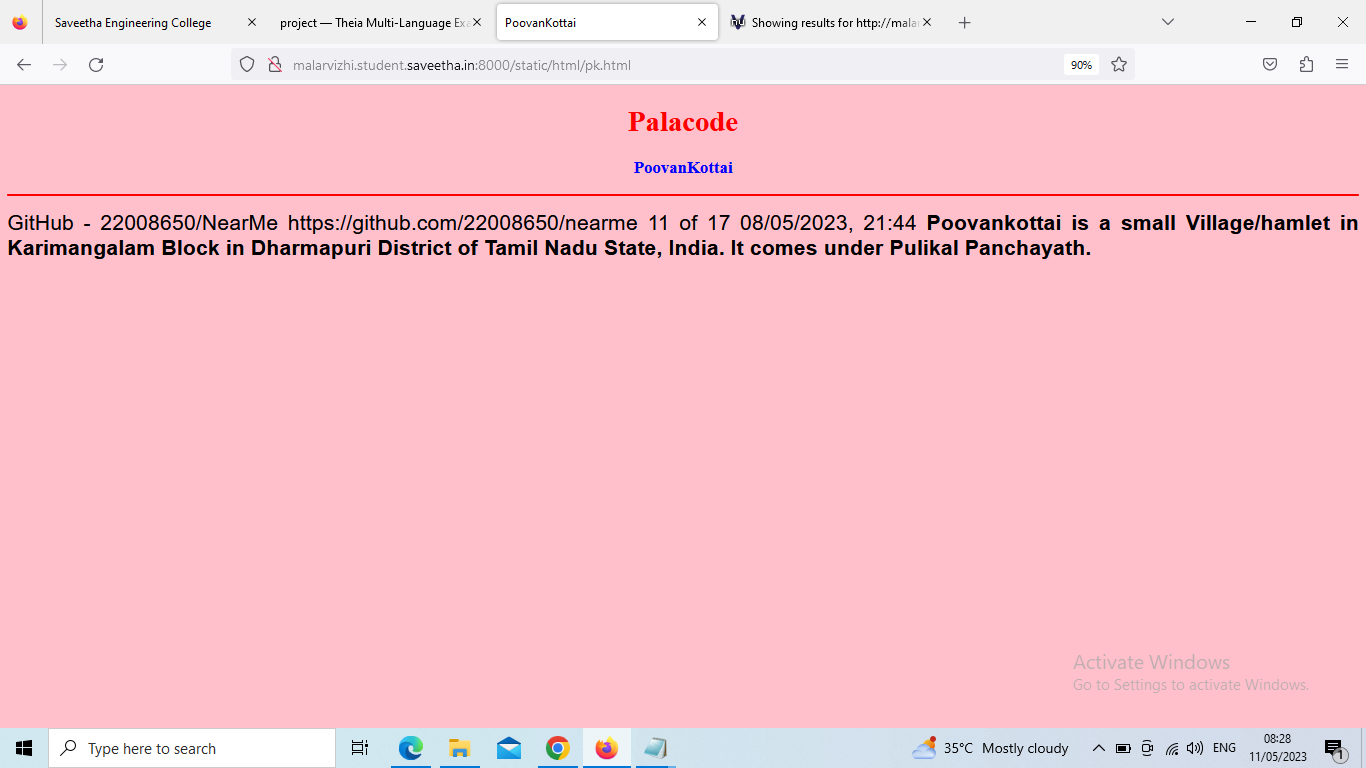 Saveetha Engineering College
project — Theia Multi-Language Exa
PoovanKottai
nu Showing results for http://mala
malarvizhi.student.saveetha.in:8000/static/html/pk.html
90%
Palacode
PoovanKottai
GitHub - 22008650/NearMe https://github.com/22008650/nearme 11 of 17 08/05/2023, 21:44 Poovankottai is a small Village/hamlet in
Karimangalam Block in Dharmapuri District of Tamil Nadu State, India. It comes under Pulikal Panchayath.
Activate Windows
Go to Settings to activate Windows.
Type here to search
35°C Mostly cloudy
ENG
08:28
11/05/2023
1